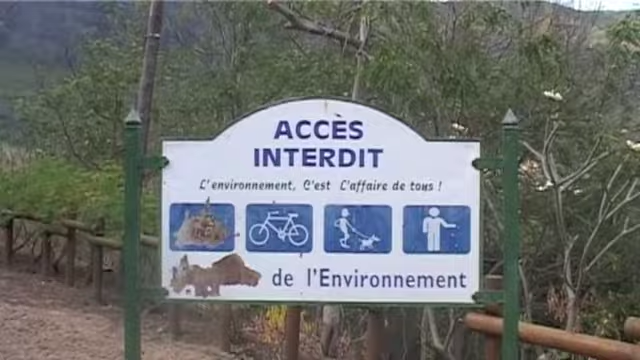 ACCÈS
INTERDIT
L'environnement, C'est L'affaire de tous !
de l'Environnement